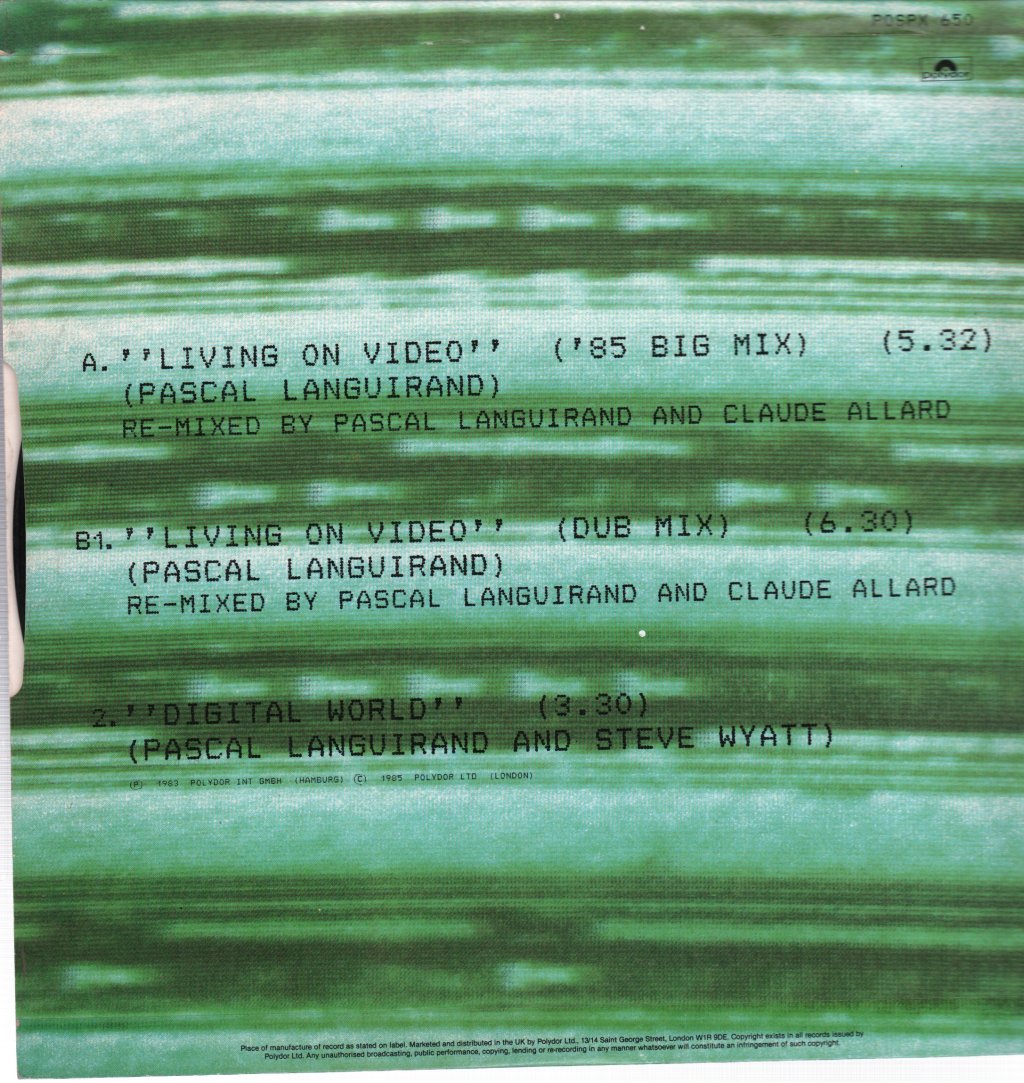 POSPX 650
polydor
A. ''LIVING ON VIDEO'' ('85 BIG MIX) (5.32)
(PASCAL LANGUIRAND)
RE-MIXED BY PASCAL LANGUIRAND AND CLAUDE ALLARD
B1. ''LIVING ON VIDEO'' (DUB MIX) (6.30)
(PASCAL LANGUIRAND)
RE-MIXED BY PASCAL LANGUIRAND AND CLAUDE ALLARD
2. ''DIGITAL WORLD'' (3.30)
(PASCAL LANGUIRAND AND STEVE WYATT)
Ⓟ 1983 POLYDOR INT GMBH (HAMBURG) © 1985 POLYDOR LTD (LONDON)
Place of manufacture of record as stated on label. Marketed and distributed in the UK by Polydor Ltd., 13/14 Saint George Street, London W1R 9DE. Copyright exists in all records issued by
Polydor Ltd. Any unauthorised broadcasting, public performance, copying, lending or re-recording in any manner whatsoever will constitute an infringement of such copyright.